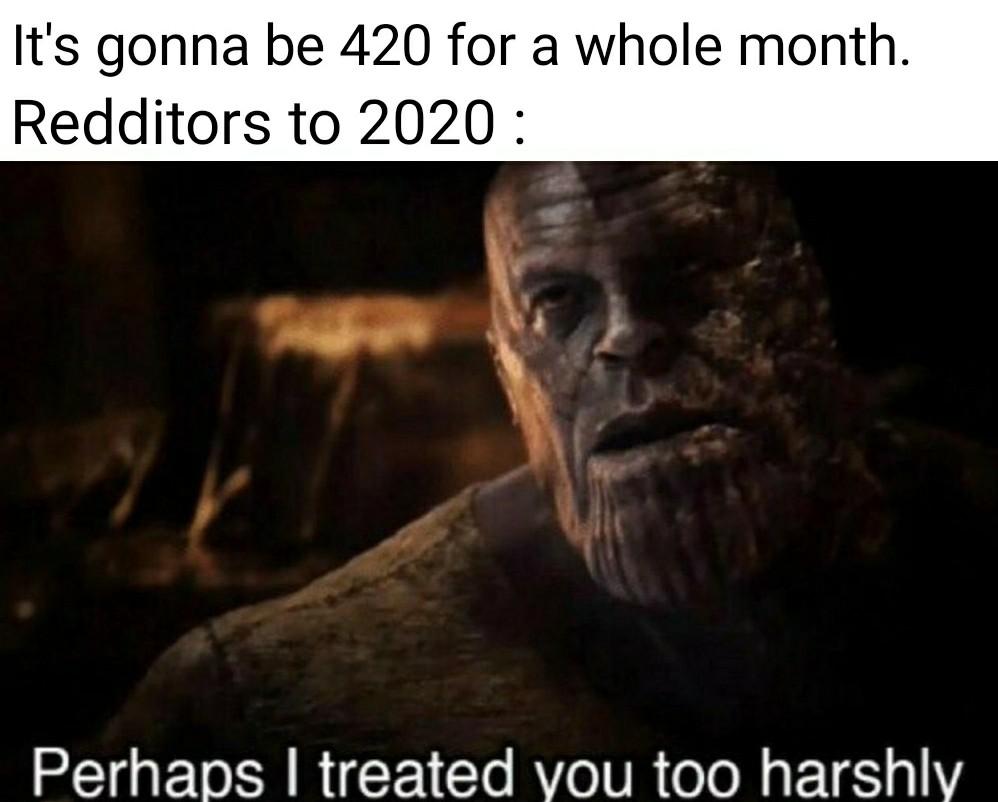 It's gonna be 420 for a whole month.
Redditors to 2020 :
Perhaps I treated you too harshly